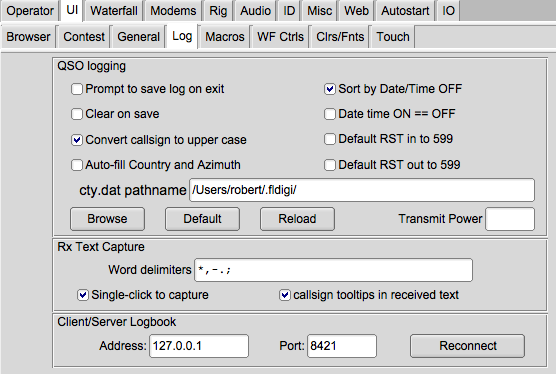 Operator UI Waterfall Modems Rig Audio ID Misc Web Autostart IO
Browser Contest General Log Macros WF Ctrls Clrs/Fnts Touch
QSO logging
Prompt to save log on exit Sort by Date/Time OFF
Clear on save Date time ON == OFF
Convert callsign to upper case Default RST in to 599
Auto-fill Country and Azimuth Default RST out to 599
cty.dat pathname /Users/robert/.fldigi/
Browse Default Reload Transmit Power
Rx Text Capture
Word delimiters *,-.;
Single-click to capture callsign tooltips in received text
Client/Server Logbook
Address: 127.0.0.1 Port: 8421 Reconnect